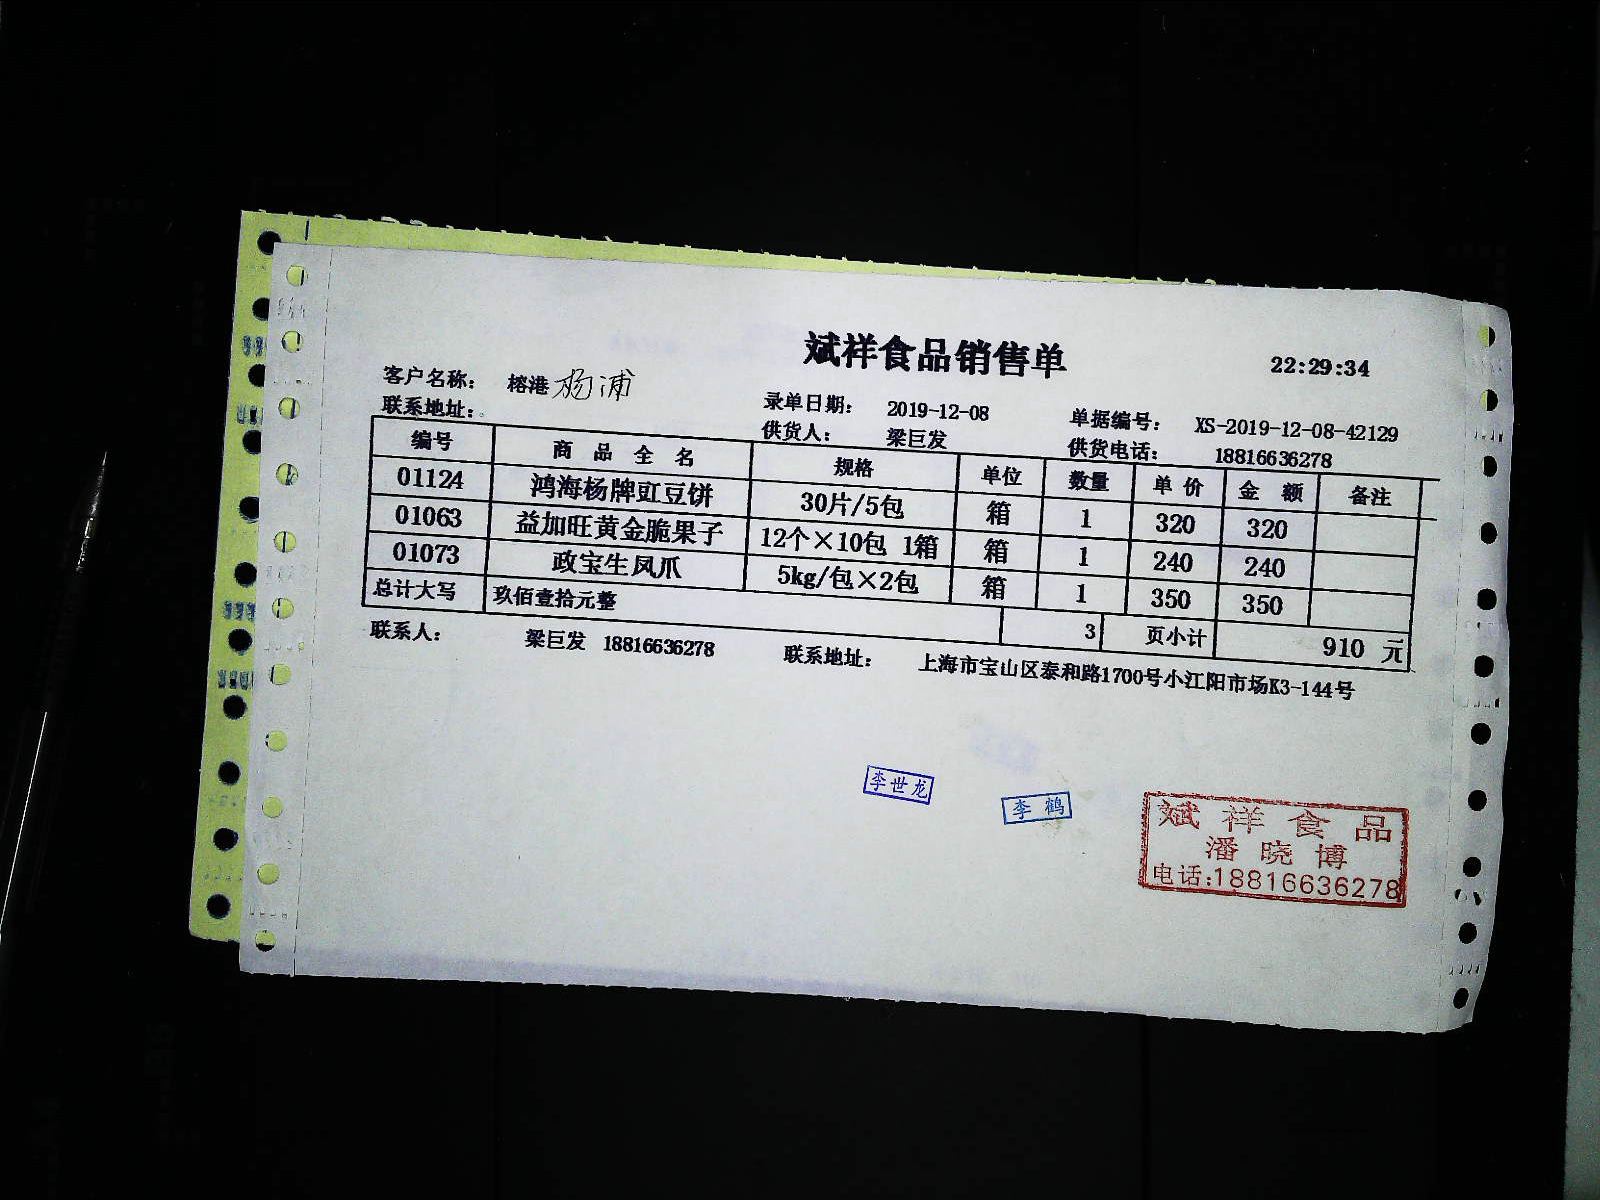 斌祥食品销售单
22:29:34
客户名称： 榕港 杨浦
录单日期： 2019-12-08 单据编号： XS-2019-12-08-42129
联系地址： 供货人： 梁巨发 供货电话： 18816636278
编号 商品全名 规格 单位 数量 单价 金额 备注
01124 鸿海杨牌豇豆饼 30片/5包 箱 1 320 320
01063 益加旺黄金脆果子 12个×10包 1箱 箱 1 240 240
01073 政宝生凤爪 5kg/包×2包 箱 1 350 350
总计大写 玖佰壹拾元整 3 页小计 910 元
联系人： 梁巨发 18816636278 联系地址： 上海市宝山区泰和路1700号小江阳市场K3-144号
李世龙
李鹤
斌祥食品
潘晓博
电话:18816636278